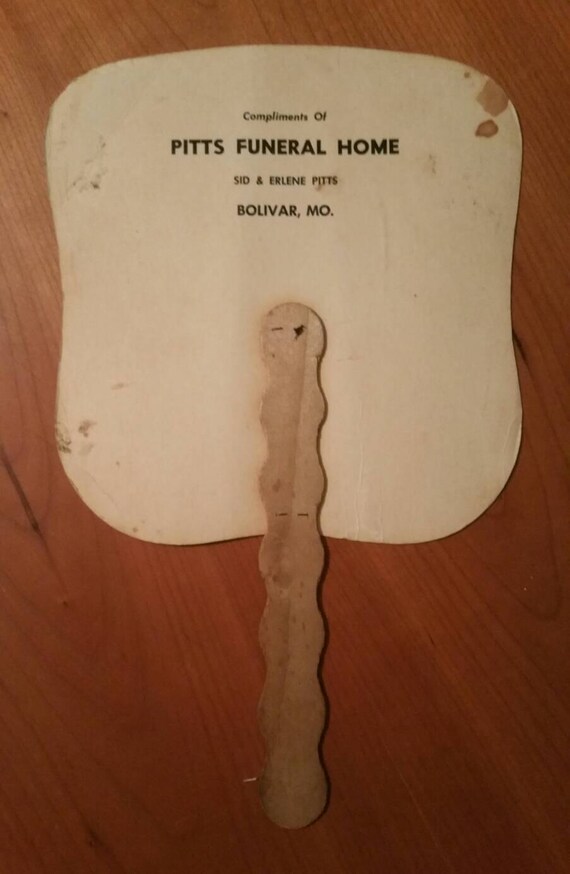 Compliments Of
PITTS FUNERAL HOME
SID & ERLENE PITTS
BOLIVAR, MO.